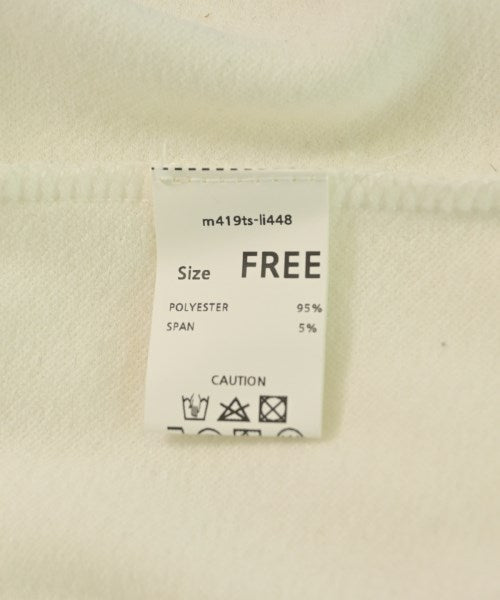 m419ts-li448
Size FREE
POLYESTER 95%
SPAN 5%
CAUTION